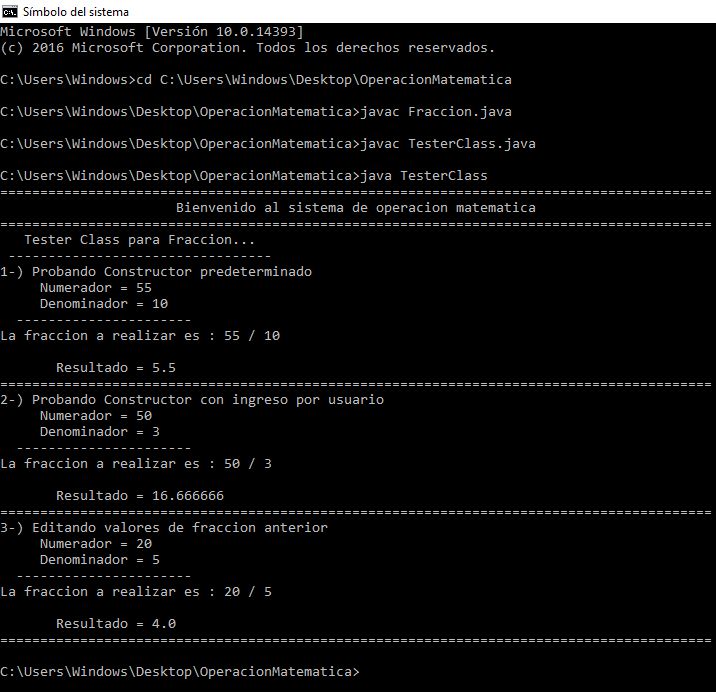 Símbolo del sistema
Microsoft Windows [Versión 10.0.14393]
(c) 2016 Microsoft Corporation. Todos los derechos reservados.
C:\Users\Windows>cd C:\Users\Windows\Desktop\OperacionMatematica
C:\Users\Windows\Desktop\OperacionMatematica>javac Fraccion.java
C:\Users\Windows\Desktop\OperacionMatematica>javac TesterClass.java
C:\Users\Windows\Desktop\OperacionMatematica>java TesterClass
=========================================================================================
Bienvenido al sistema de operacion matematica
=========================================================================================
Tester Class para Fraccion...
---------------------------------
1-) Probando Constructor predeterminado
Numerador = 55
Denominador = 10
----------------------
La fraccion a realizar es : 55 / 10
Resultado = 5.5
=========================================================================================
2-) Probando Constructor con ingreso por usuario
Numerador = 50
Denominador = 3
----------------------
La fraccion a realizar es : 50 / 3
Resultado = 16.666666
=========================================================================================
3-) Editando valores de fraccion anterior
Numerador = 20
Denominador = 5
----------------------
La fraccion a realizar es : 20 / 5
Resultado = 4.0
=========================================================================================
C:\Users\Windows\Desktop\OperacionMatematica>